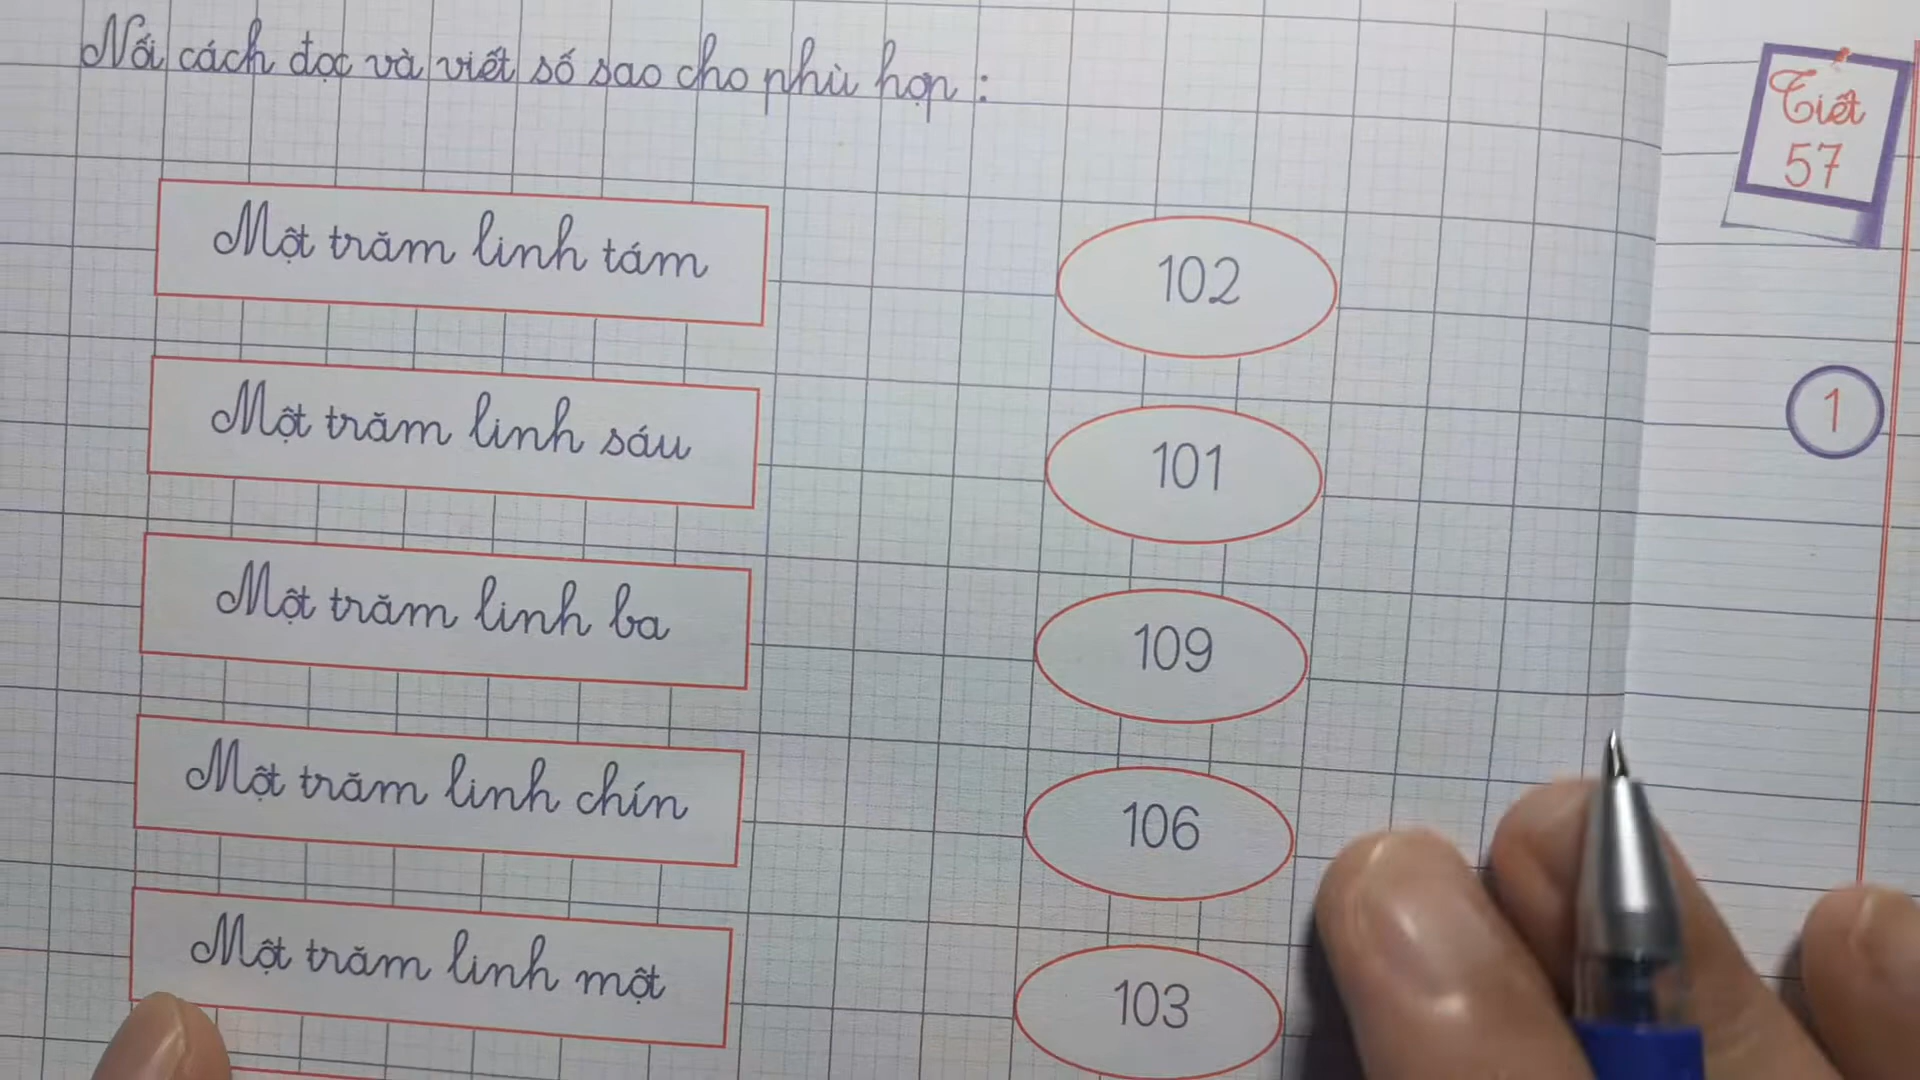 Nối cách đọc và viết số sao cho phù hợp :
Tiết
57
Một trăm linh tám
102
Một trăm linh sáu
101
1
Một trăm linh ba
109
Một trăm linh chín
106
Một trăm linh một
103